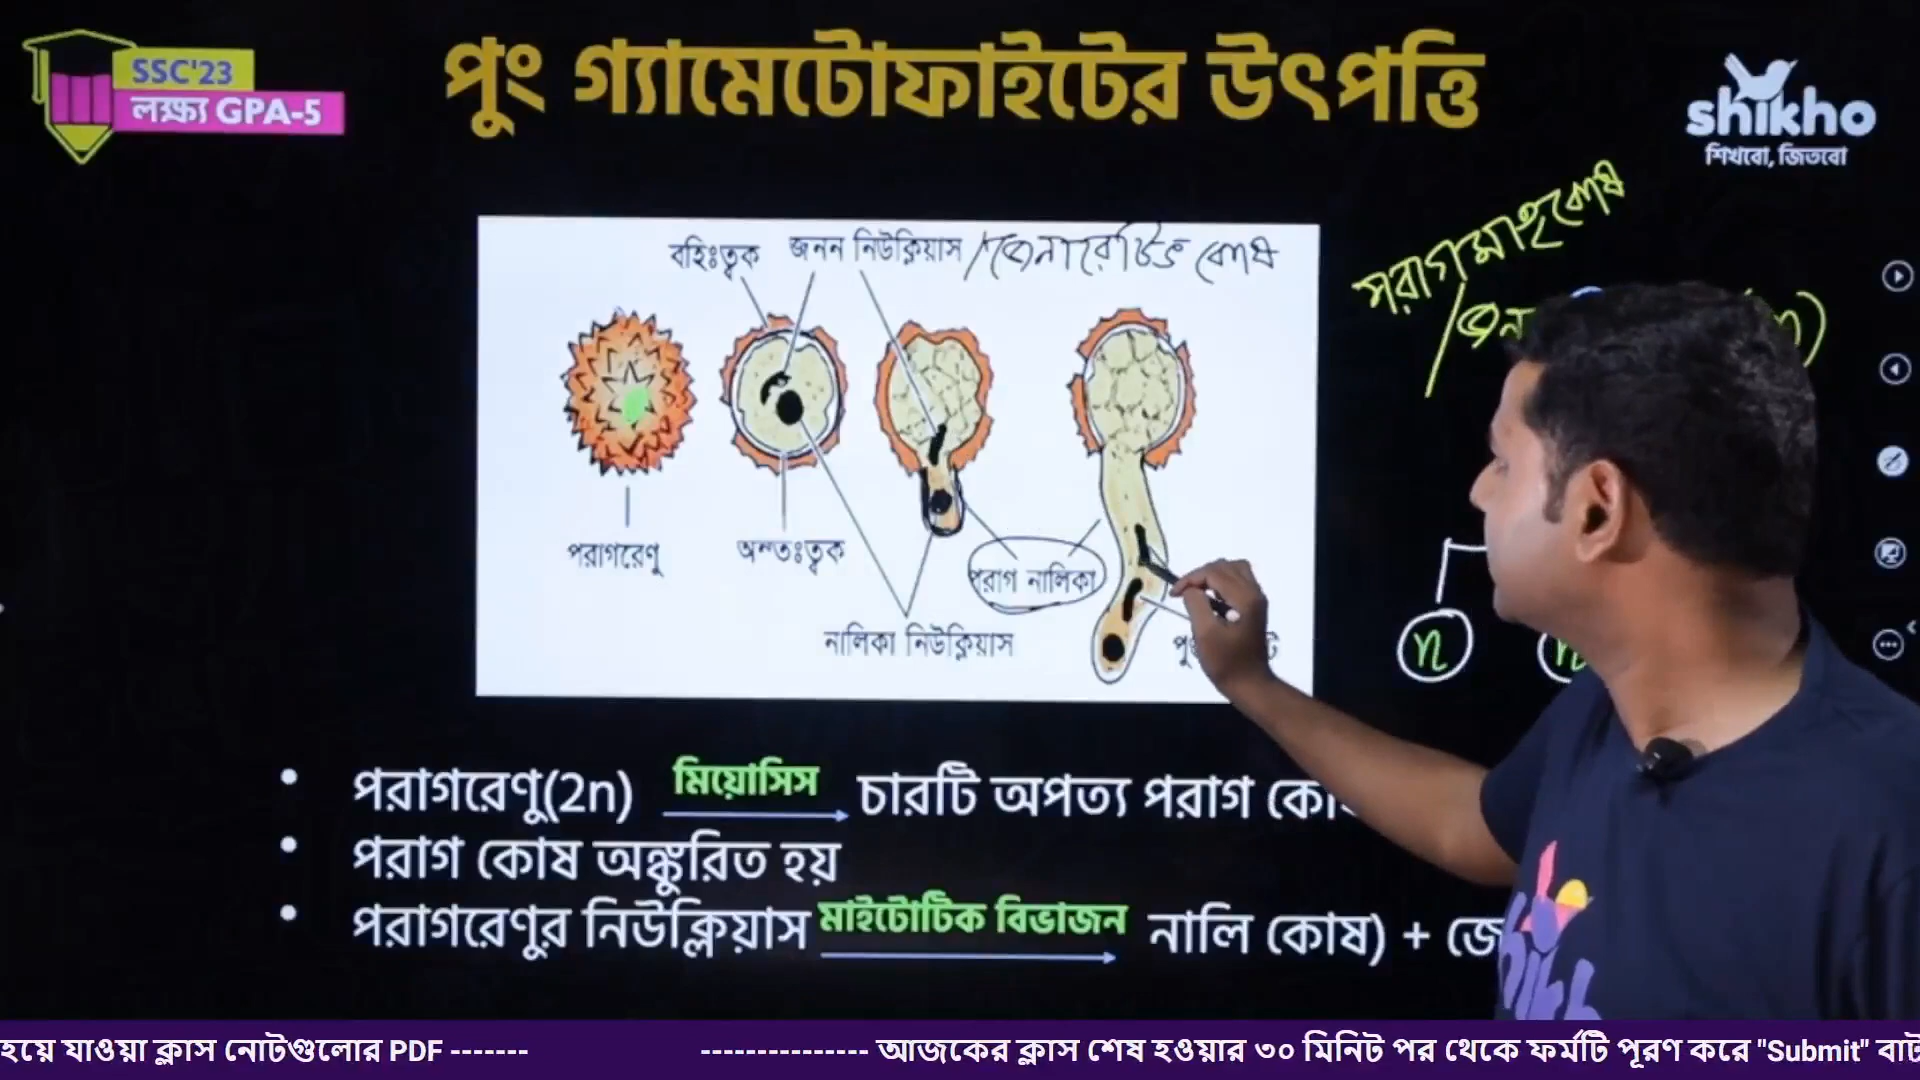 SSC'23
লক্ষ্য GPA-5
পুং গ্যামেটোফাইটের উৎপত্তি
shikho
শিখবো, জিতবো
পরাগমাতৃকোষ
বহিঃত্বক
জনন নিউক্লিয়াস /জেনারেটিভ কোষ
পরাগরেণু
অন্তঃত্বক
পরাগ নালিকা
নালিকা নিউক্লিয়াস
n
পরাগরেণু(2n) মিয়োসিস চারটি অপত্য পরাগ
পরাগ কোষ অঙ্কুরিত হয়
পরাগরেণুর নিউক্লিয়াস মাইটোটিক বিভাজন নালি কোষ) +
হয়ে যাওয়া ক্লাস নোটগুলোর PDF ------- --------------- আজকের ক্লাস শেষ হওয়ার ৩০ মিনিট পর থেকে ফর্মটি পূরণ করে "Submit"